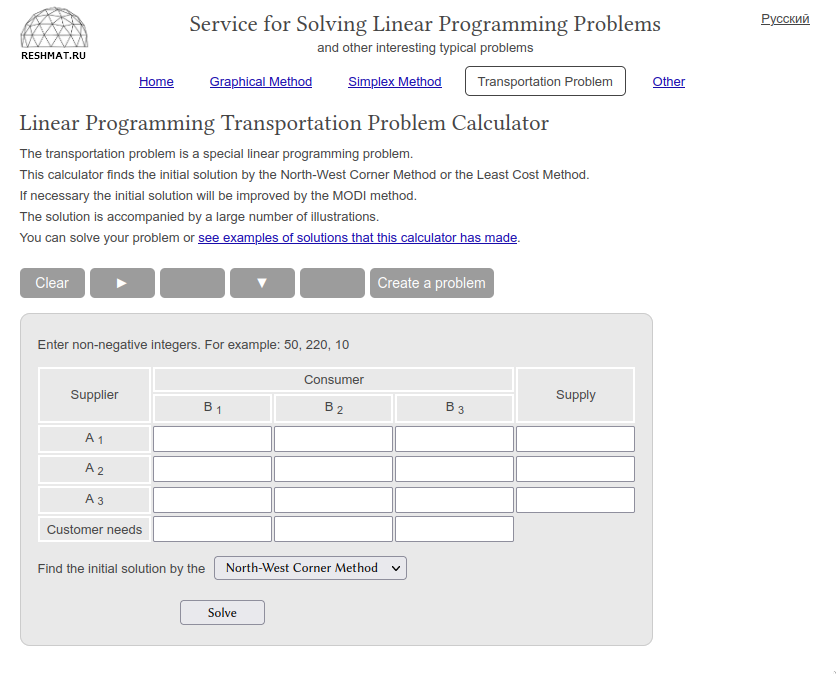 Service for Solving Linear Programming Problems
Русский
and other interesting typical problems
RESHMAT.RU
Home Graphical Method Simplex Method Transportation Problem Other
Linear Programming Transportation Problem Calculator
The transportation problem is a special linear programming problem.
This calculator finds the initial solution by the North-West Corner Method or the Least Cost Method.
If necessary the initial solution will be improved by the MODI method.
The solution is accompanied by a large number of illustrations.
You can solve your problem or see examples of solutions that this calculator has made.
Clear ► ▼ Create a problem
Enter non-negative integers. For example: 50, 220, 10
Supplier Consumer Supply
B 1 B 2 B 3
A 1
A 2
A 3
Customer needs
Find the initial solution by the North-West Corner Method
Solve